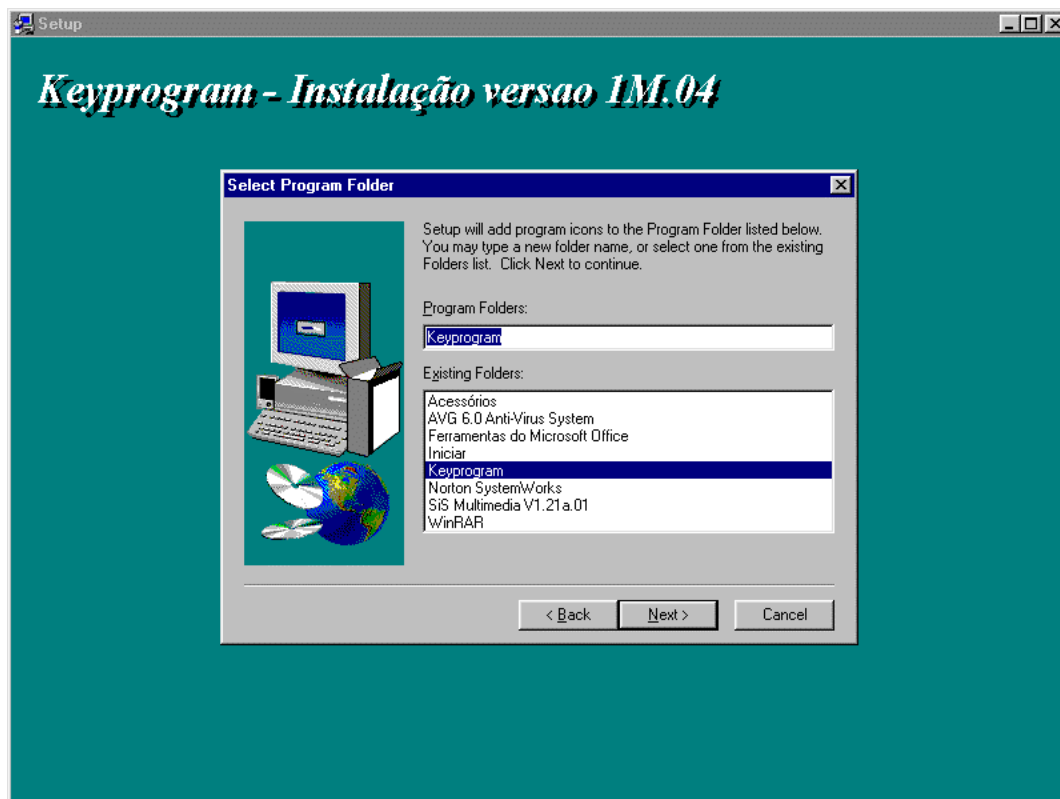 Setup
Keyprogram - Instalação versao 1M.04
Select Program Folder
Setup will add program icons to the Program Folder listed below.
You may type a new folder name, or select one from the existing
Folders list. Click Next to continue.
Program Folders:
Keyprogram
Existing Folders:
Acessórios
AVG 6.0 Anti-Virus System
Ferramentas do Microsoft Office
Iniciar
Keyprogram
Norton SystemWorks
SiS Multimedia V1.21a.01
WinRAR
< Back
Next >
Cancel